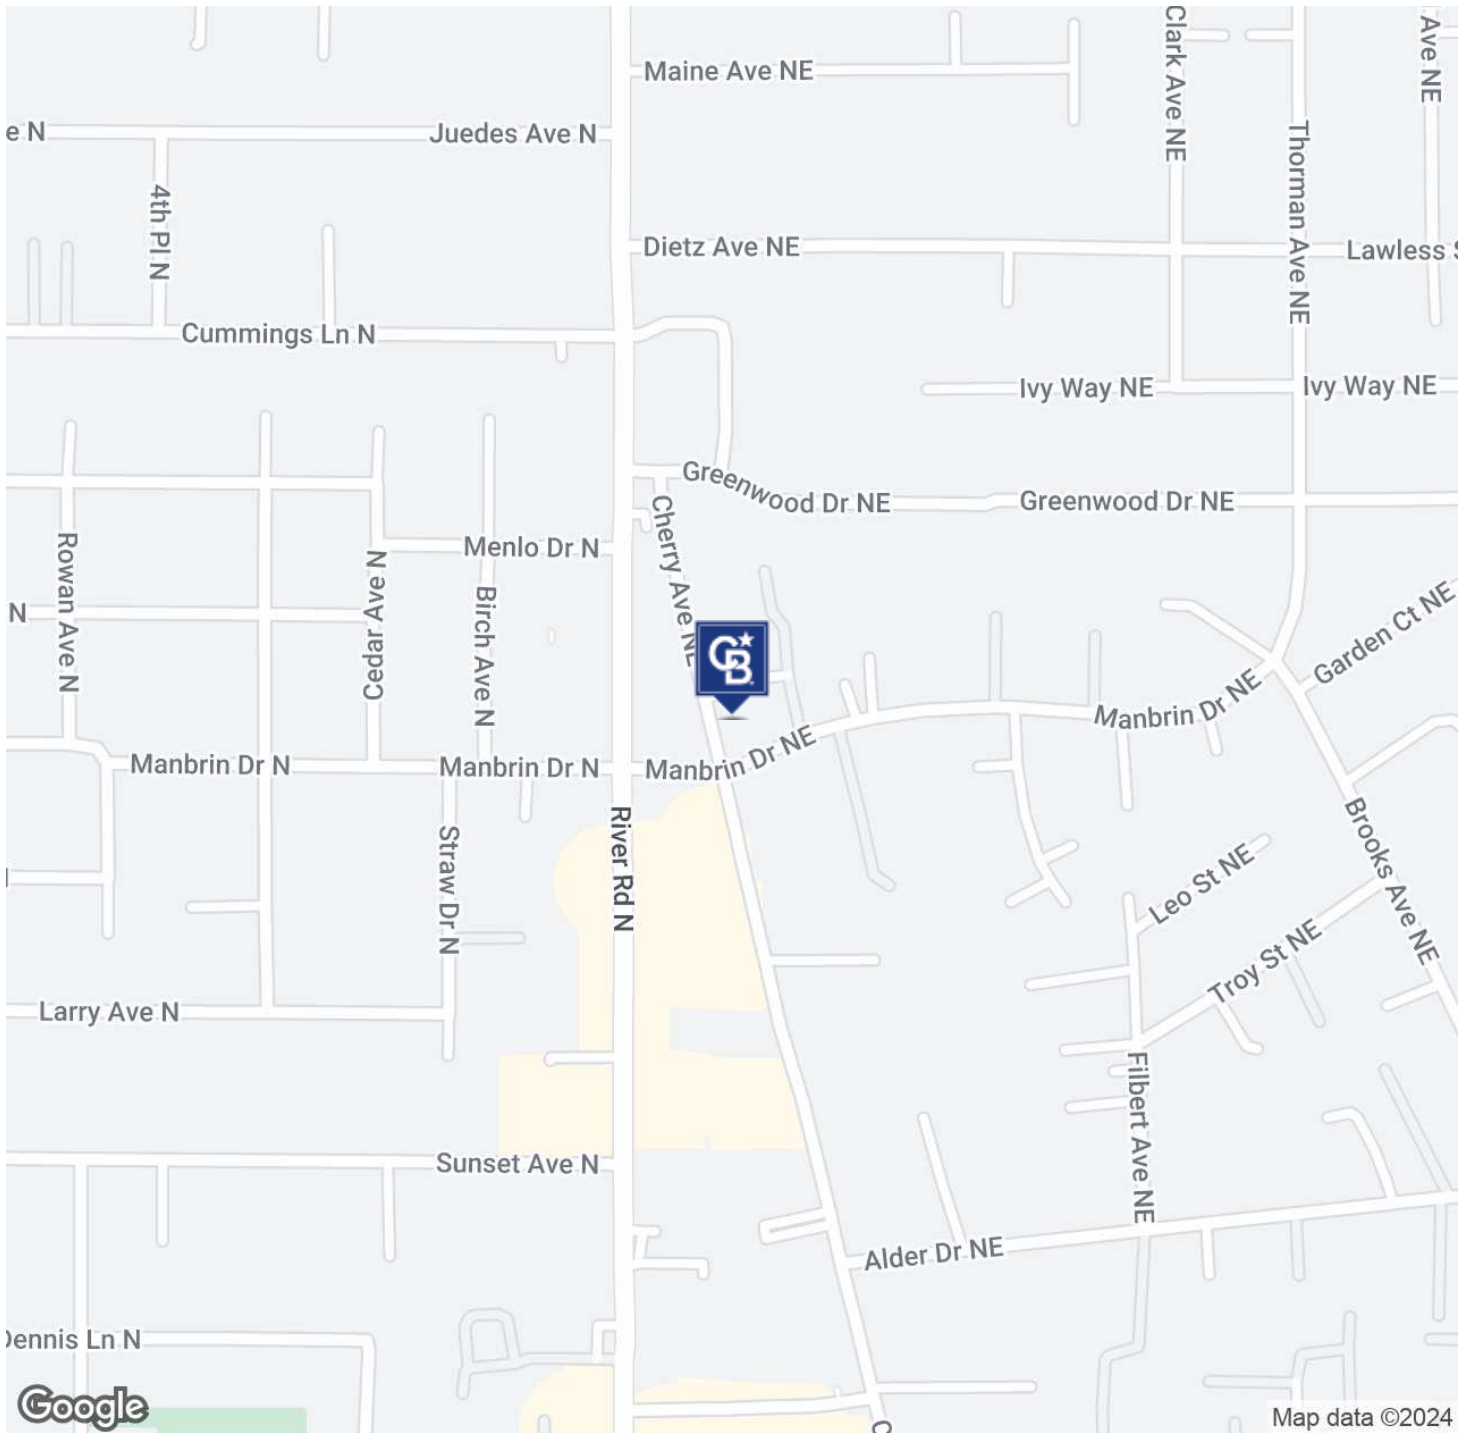 Clark Ave NE
Ave NE
Maine Ave NE
e N
Juedes Ave N
Thorman Ave NE
4th Pl N
Dietz Ave NE
Lawless S
Cummings Ln N
Ivy Way NE
Ivy Way NE
Greenwood Dr NE
Greenwood Dr NE
Cherry Ave NE
Menlo Dr N
Rowan Ave N
Cedar Ave N
Birch Ave N
N
Garden Ct NE
CB
Manbrin Dr NE
Manbrin Dr N
Manbrin Dr N
Manbrin Dr NE
River Rd N
Straw Dr N
Brooks Ave NE
Leo St NE
Troy St NE
Larry Ave N
Filbert Ave NE
Sunset Ave N
Alder Dr NE
Dennis Ln N
Google
C
Map data ©2024